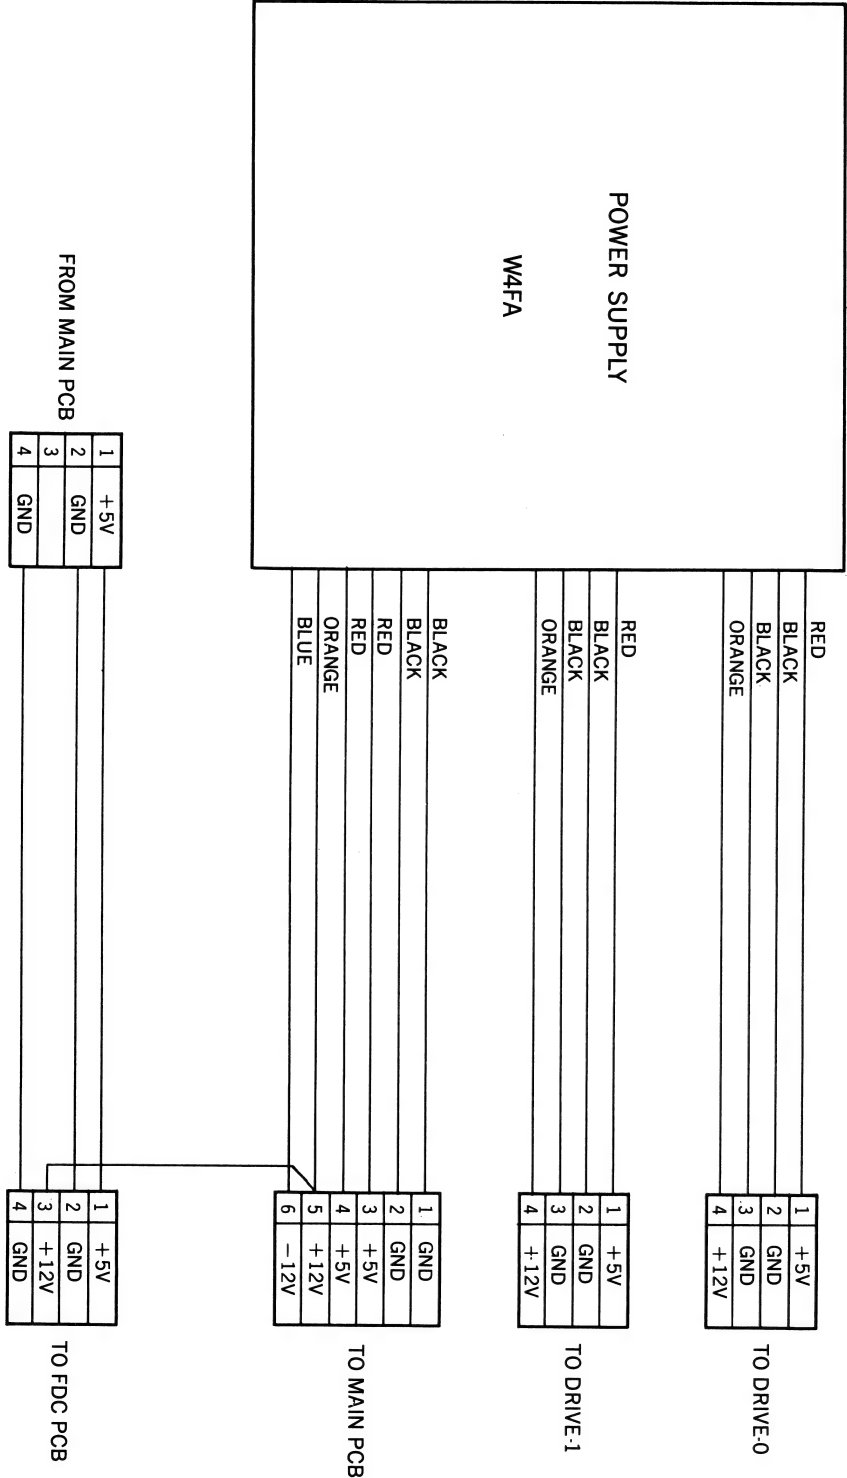 POWER SUPPLY
W4FA
RED
BLACK
BLACK
ORANGE
1 +5V
2 GND
3 GND
4 +12V
TO DRIVE-0
RED
BLACK
BLACK
ORANGE
1 +5V
2 GND
3 GND
4 +12V
TO DRIVE-1
BLACK
BLACK
RED
RED
ORANGE
BLUE
1 GND
2 GND
3 +5V
4 +5V
5 +12V
6 −12V
TO MAIN PCB
FROM MAIN PCB
1 +5V
2 GND
3
4 GND
1 +5V
2 GND
3 +12V
4 GND
TO FDC PCB